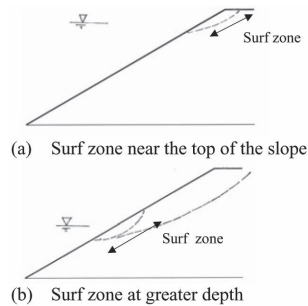 Surf zone
(a) Surf zone near the top of the slope
Surf zone
(b) Surf zone at greater depth